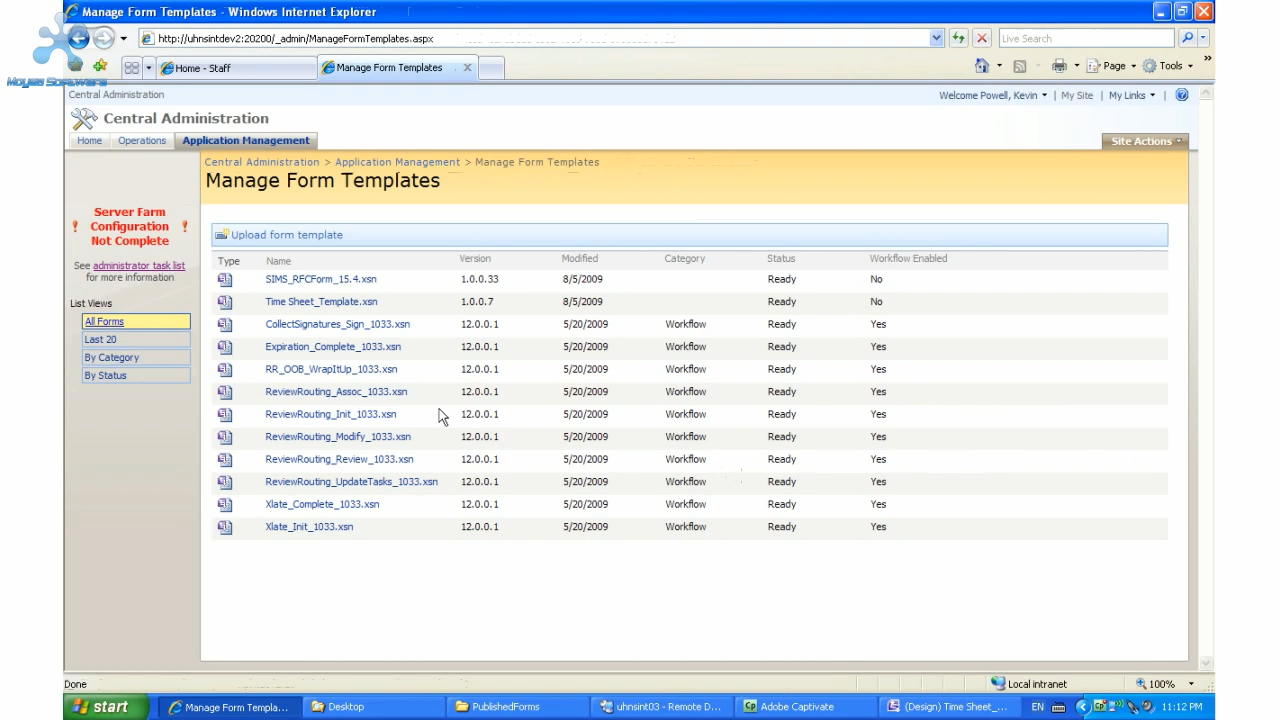 Manage Form Templates - Windows Internet Explorer
http://uhnsintdev2:20200/_admin/ManageFormTemplates.aspx
Live Search
Home - Staff
Manage Form Templates
Page
Tools
Moyea Software
Central Administration
Welcome Powell, Kevin
My Site
My Links
Central Administration
Home
Operations
Application Management
Site Actions
Central Administration > Application Management > Manage Form Templates
Manage Form Templates
Server Farm
Configuration
Not Complete
See administrator task list
for more information
List Views
All Forms
Last 20
By Category
By Status
Upload form template
Type Name Version Modified Category Status Workflow Enabled
SIMS_RFCForm_15.4.xsn 1.0.0.33 8/5/2009 Ready No
Time Sheet_Template.xsn 1.0.0.7 8/5/2009 Ready No
CollectSignatures_Sign_1033.xsn 12.0.0.1 5/20/2009 Workflow Ready Yes
Expiration_Complete_1033.xsn 12.0.0.1 5/20/2009 Workflow Ready Yes
RR_OOB_WrapItUp_1033.xsn 12.0.0.1 5/20/2009 Workflow Ready Yes
ReviewRouting_Assoc_1033.xsn 12.0.0.1 5/20/2009 Workflow Ready Yes
ReviewRouting_Init_1033.xsn 12.0.0.1 5/20/2009 Workflow Ready Yes
ReviewRouting_Modify_1033.xsn 12.0.0.1 5/20/2009 Workflow Ready Yes
ReviewRouting_Review_1033.xsn 12.0.0.1 5/20/2009 Workflow Ready Yes
ReviewRouting_UpdateTasks_1033.xsn 12.0.0.1 5/20/2009 Workflow Ready Yes
Xlate_Complete_1033.xsn 12.0.0.1 5/20/2009 Workflow Ready Yes
Xlate_Init_1033.xsn 12.0.0.1 5/20/2009 Workflow Ready Yes
Done
Local intranet
100%
start
Manage Form Templa...
Desktop
PublishedForms
uhnsint03 - Remote D...
Adobe Captivate
(Design) Time Sheet_...
EN
11:12 PM